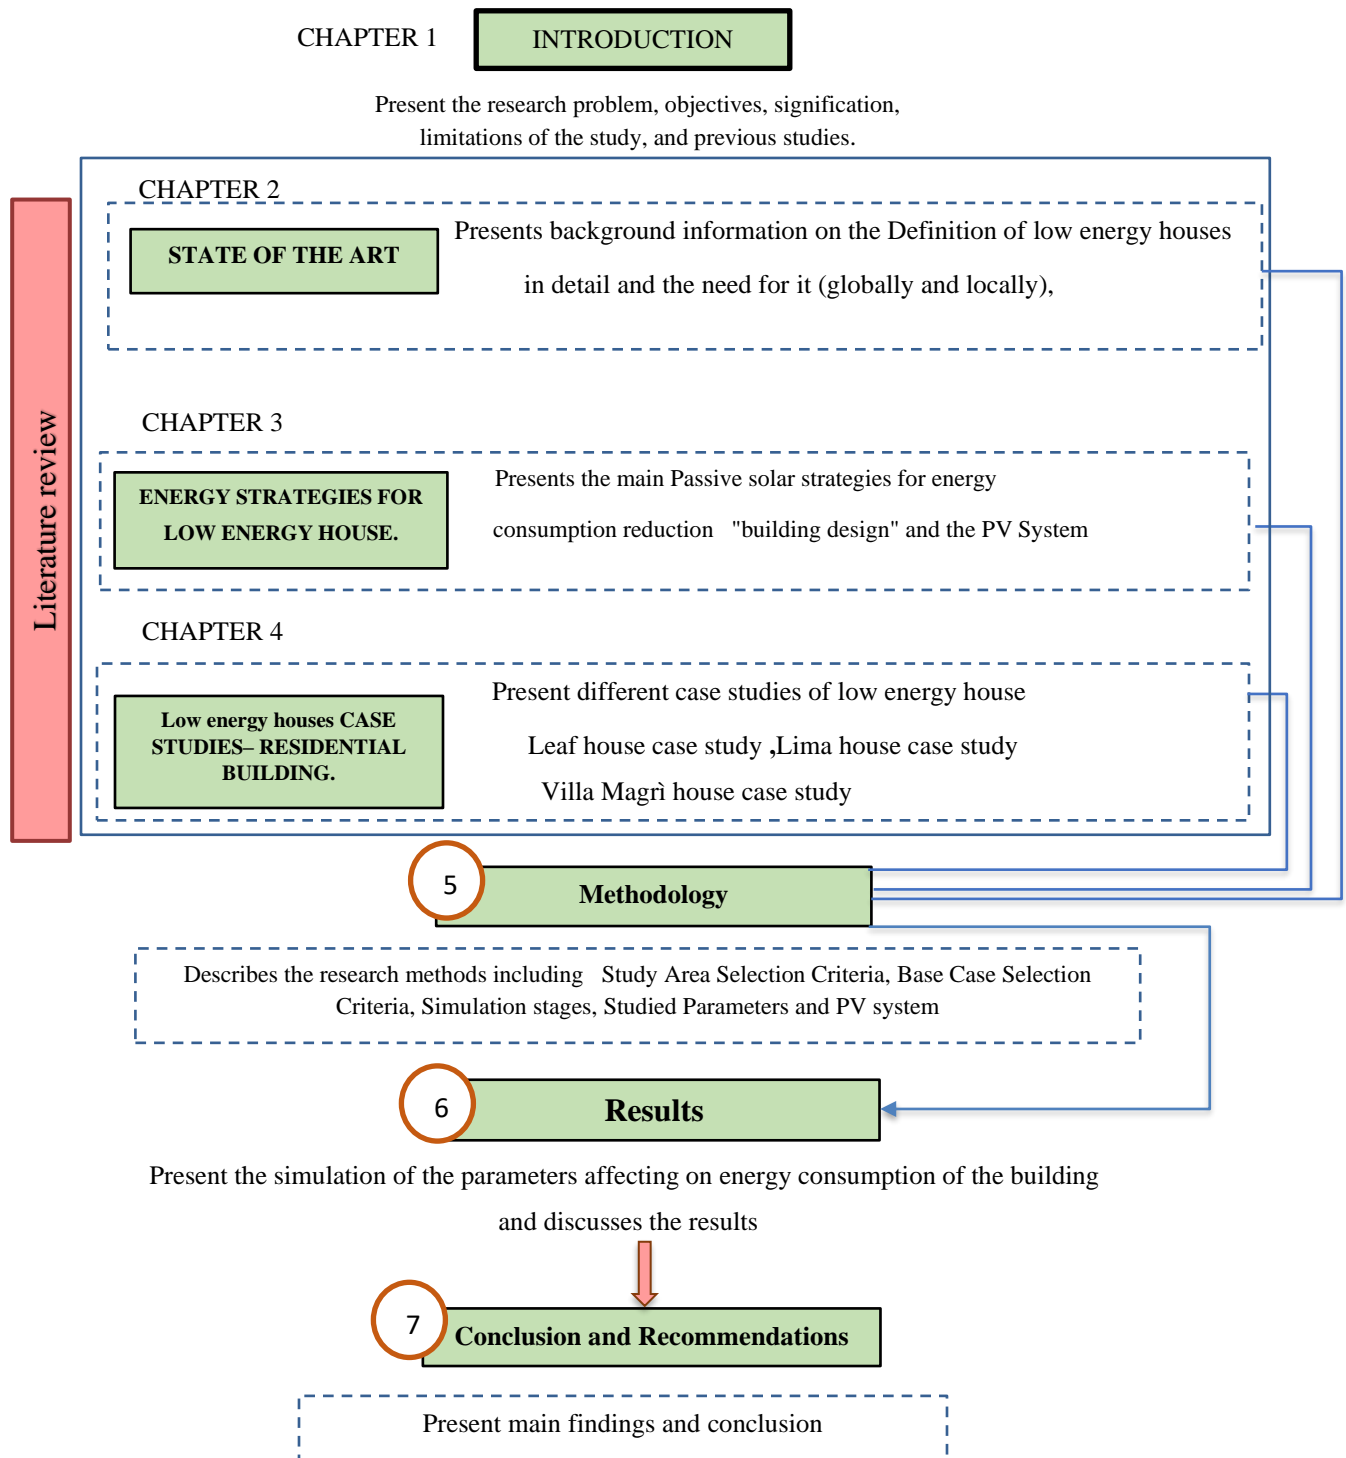 CHAPTER 1
INTRODUCTION
Present the research problem, objectives, signification,
limitations of the study, and previous studies.
Literature review
CHAPTER 2
STATE OF THE ART
Presents background information on the Definition of low energy houses
in detail and the need for it (globally and locally),
CHAPTER 3
ENERGY STRATEGIES FOR
LOW ENERGY HOUSE.
Presents the main Passive solar strategies for energy
consumption reduction "building design" and the PV System
CHAPTER 4
Low energy houses CASE
STUDIES– RESIDENTIAL
BUILDING.
Present different case studies of low energy house
Leaf house case study ,Lima house case study
Villa Magrì house case study
5
Methodology
Describes the research methods including Study Area Selection Criteria, Base Case Selection
Criteria, Simulation stages, Studied Parameters and PV system
6
Results
Present the simulation of the parameters affecting on energy consumption of the building
and discusses the results
7
Conclusion and Recommendations
Present main findings and conclusion